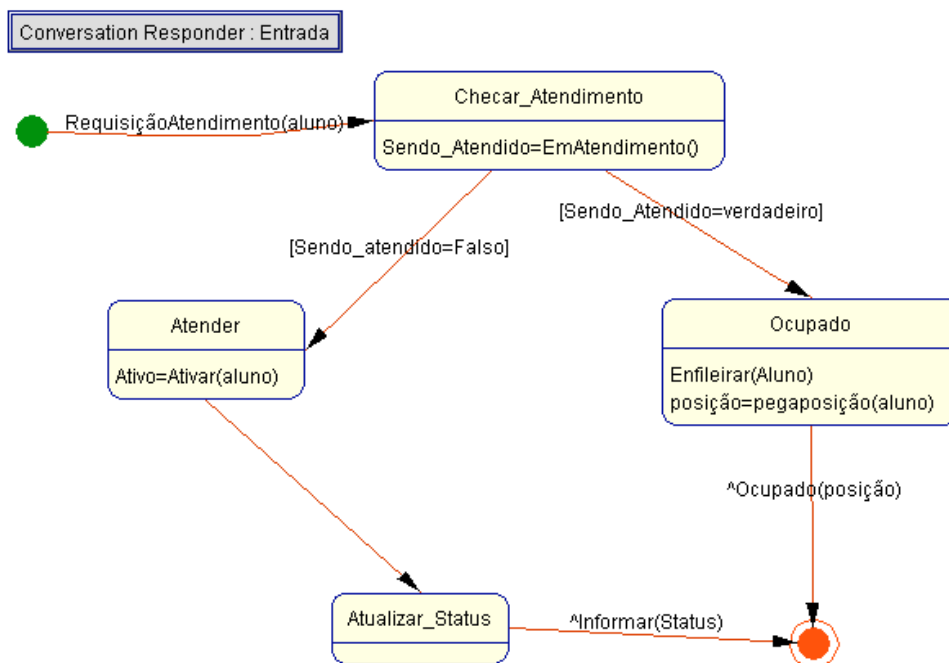 Conversation Responder : Entrada
Checar_Atendimento
RequisiçãoAtendimento(aluno)
Sendo_Atendido=EmAtendimento()
[Sendo_Atendido=verdadeiro]
[Sendo_atendido=Falso]
Atender
Ativo=Ativar(aluno)
Ocupado
Enfileirar(Aluno)
posição=pegaposição(aluno)
^Ocupado(posição)
Atualizar_Status
^Informar(Status)